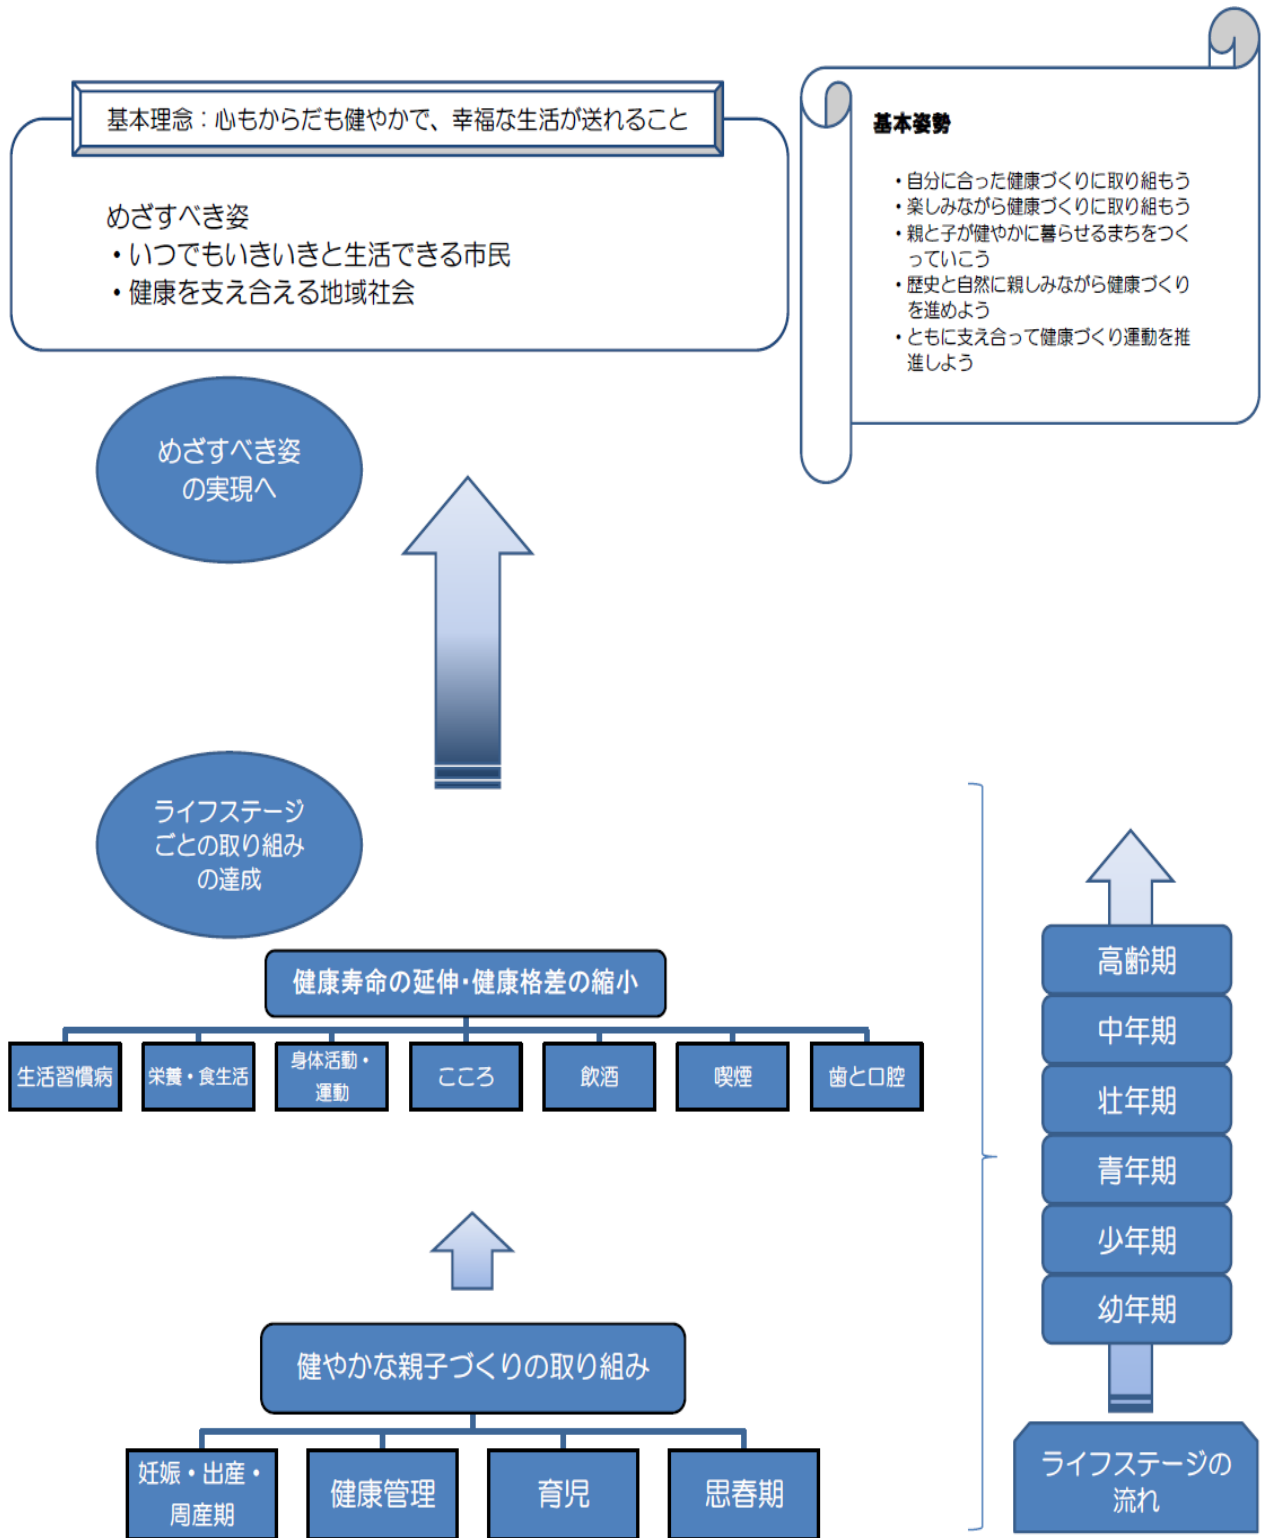 基本理念：心もからだも健やかで、幸福な生活が送れること
めざすべき姿
・いつでもいきいきと生活できる市民
・健康を支え合える地域社会
基本姿勢
・自分に合った健康づくりに取り組もう
・楽しみながら健康づくりに取り組もう
・親と子が健やかに暮らせるまちをつく
っていこう
・歴史と自然に親しみながら健康づくり
を進めよう
・ともに支え合って健康づくり運動を推
進しよう
めざすべき姿
の実現へ
ライフステージ
ごとの取り組み
の達成
健康寿命の延伸・健康格差の縮小
生活習慣病
栄養・食生活
身体活動・
運動
こころ
飲酒
喫煙
歯と口腔
健やかな親子づくりの取り組み
妊娠・出産・
周産期
健康管理
育児
思春期
高齢期
中年期
壮年期
青年期
少年期
幼年期
ライフステージの
流れ